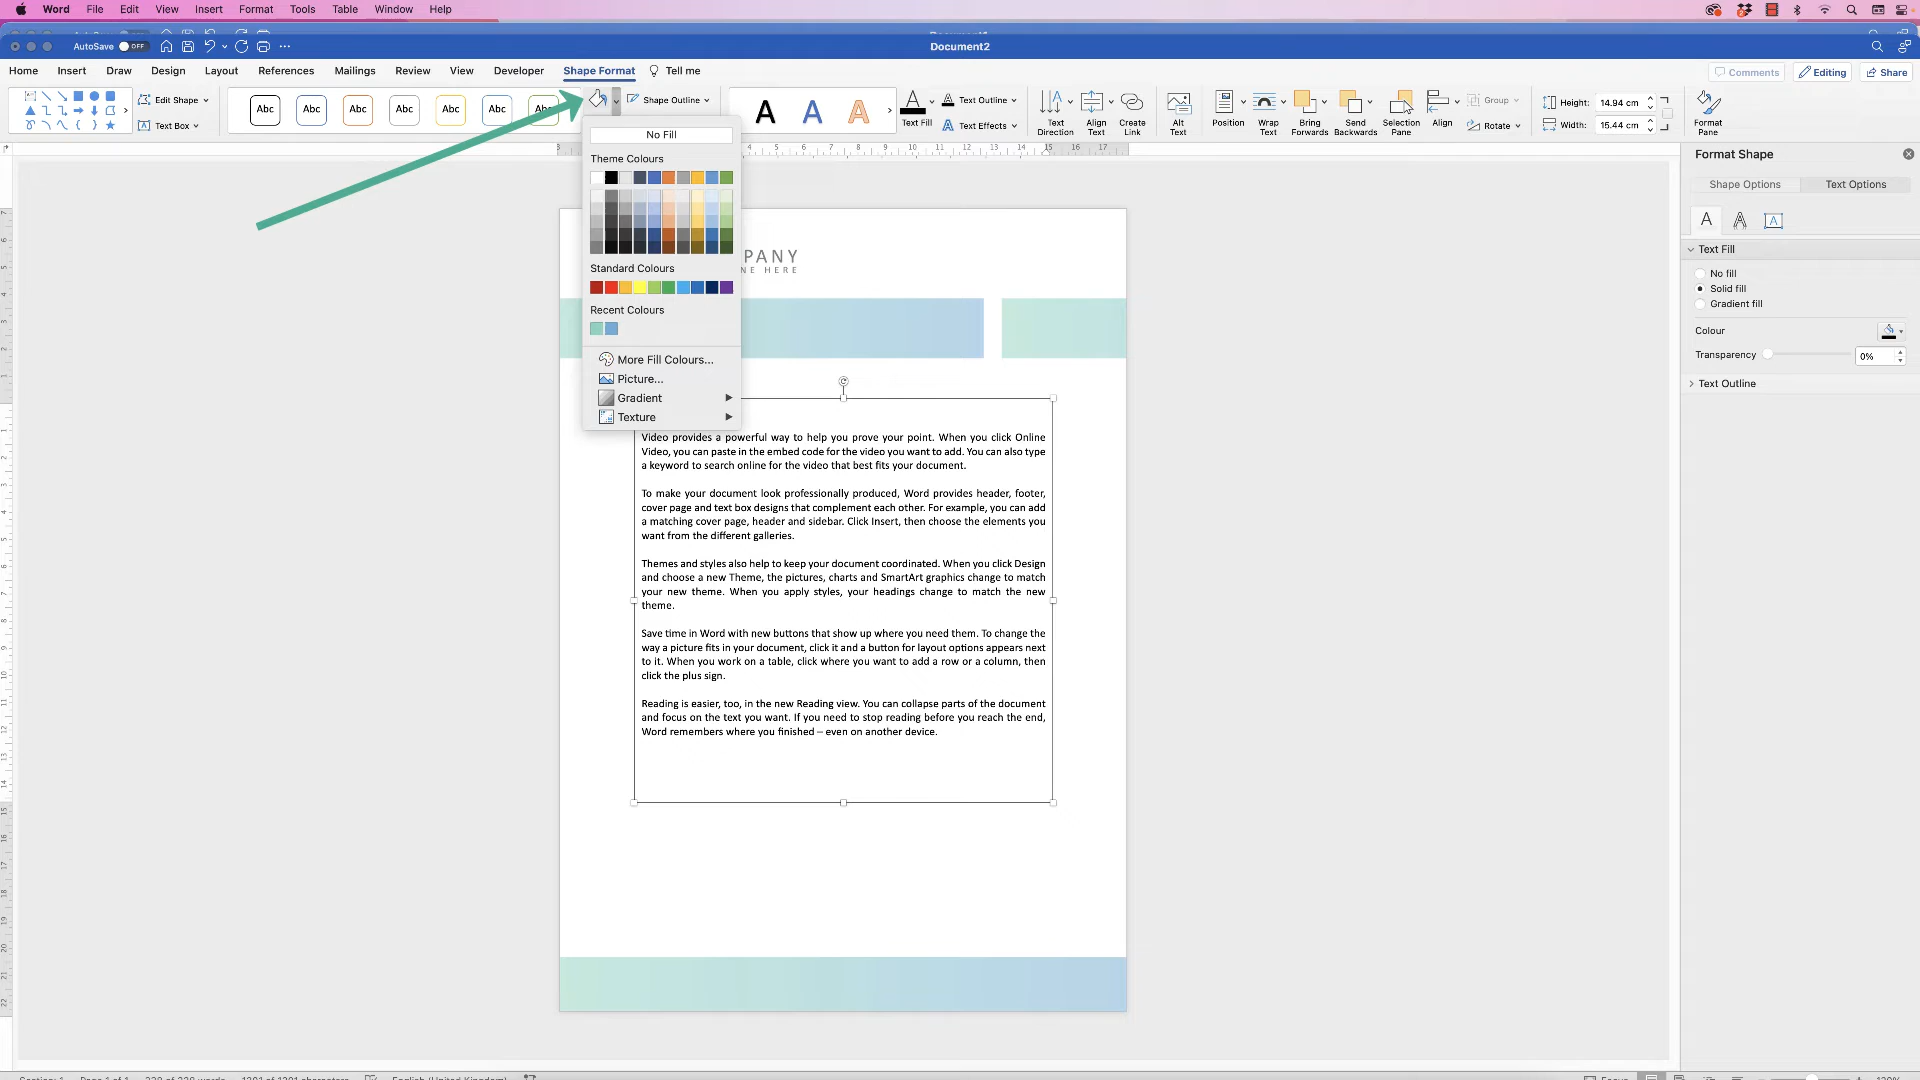 Word File Edit View Insert Format Tools Table Window Help
AutoSave OFF
Document2
Home Insert Draw Design Layout References Mailings Review View Developer Shape Format Tell me
Comments Editing Share
Edit Shape
Text Box
Abc Abc Abc Abc Abc Abc Abc
Shape Outline
A A A
Text Fill
Text Outline
Text Effects
Text Direction
Align Text
Create Link
Alt Text
Position
Wrap Text
Bring Forwards
Send Backwards
Selection Pane
Align
Group
Rotate
Height: 14.94 cm
Width: 15.44 cm
Format Pane
No Fill
Theme Colours
Standard Colours
Recent Colours
More Fill Colours...
Picture...
Gradient
Texture
3 5 6 7 8 9 10 11 12 13 14 15 16 17
PANY
NE HERE
Video provides a powerful way to help you prove your point. When you click Online
Video, you can paste in the embed code for the video you want to add. You can also type
a keyword to search online for the video that best fits your document.
To make your document look professionally produced, Word provides header, footer,
cover page and text box designs that complement each other. For example, you can add
a matching cover page, header and sidebar. Click Insert, then choose the elements you
want from the different galleries.
Themes and styles also help to keep your document coordinated. When you click Design
and choose a new Theme, the pictures, charts and SmartArt graphics change to match
your new theme. When you apply styles, your headings change to match the new
theme.
Save time in Word with new buttons that show up where you need them. To change the
way a picture fits in your document, click it and a button for layout options appears next
to it. When you work on a table, click where you want to add a row or a column, then
click the plus sign.
Reading is easier, too, in the new Reading view. You can collapse parts of the document
and focus on the text you want. If you need to stop reading before you reach the end,
Word remembers where you finished – even on another device.
Format Shape
Shape Options Text Options
Text Fill
No fill
Solid fill
Gradient fill
Colour
Transparency 0%
Text Outline